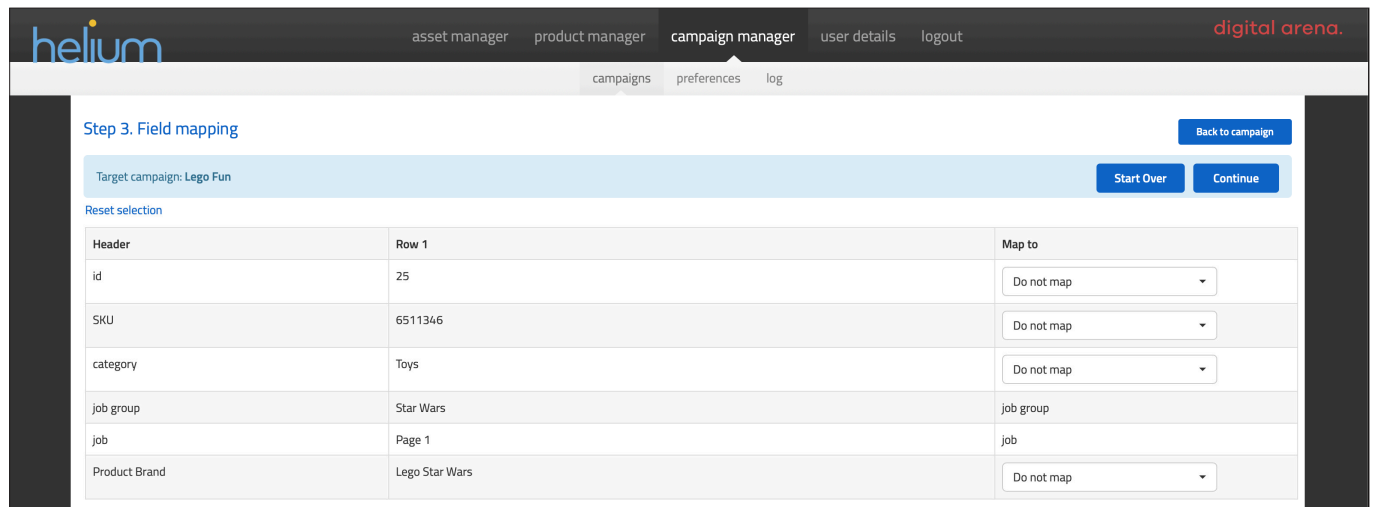 helium
asset manager product manager campaign manager user details logout
digital arena.
campaigns preferences log
Step 3. Field mapping
Back to campaign
Target campaign: Lego Fun
Start Over Continue
Reset selection
Header Row 1 Map to
id 25 Do not map
SKU 6511346 Do not map
category Toys Do not map
job group Star Wars job group
job Page 1 job
Product Brand Lego Star Wars Do not map